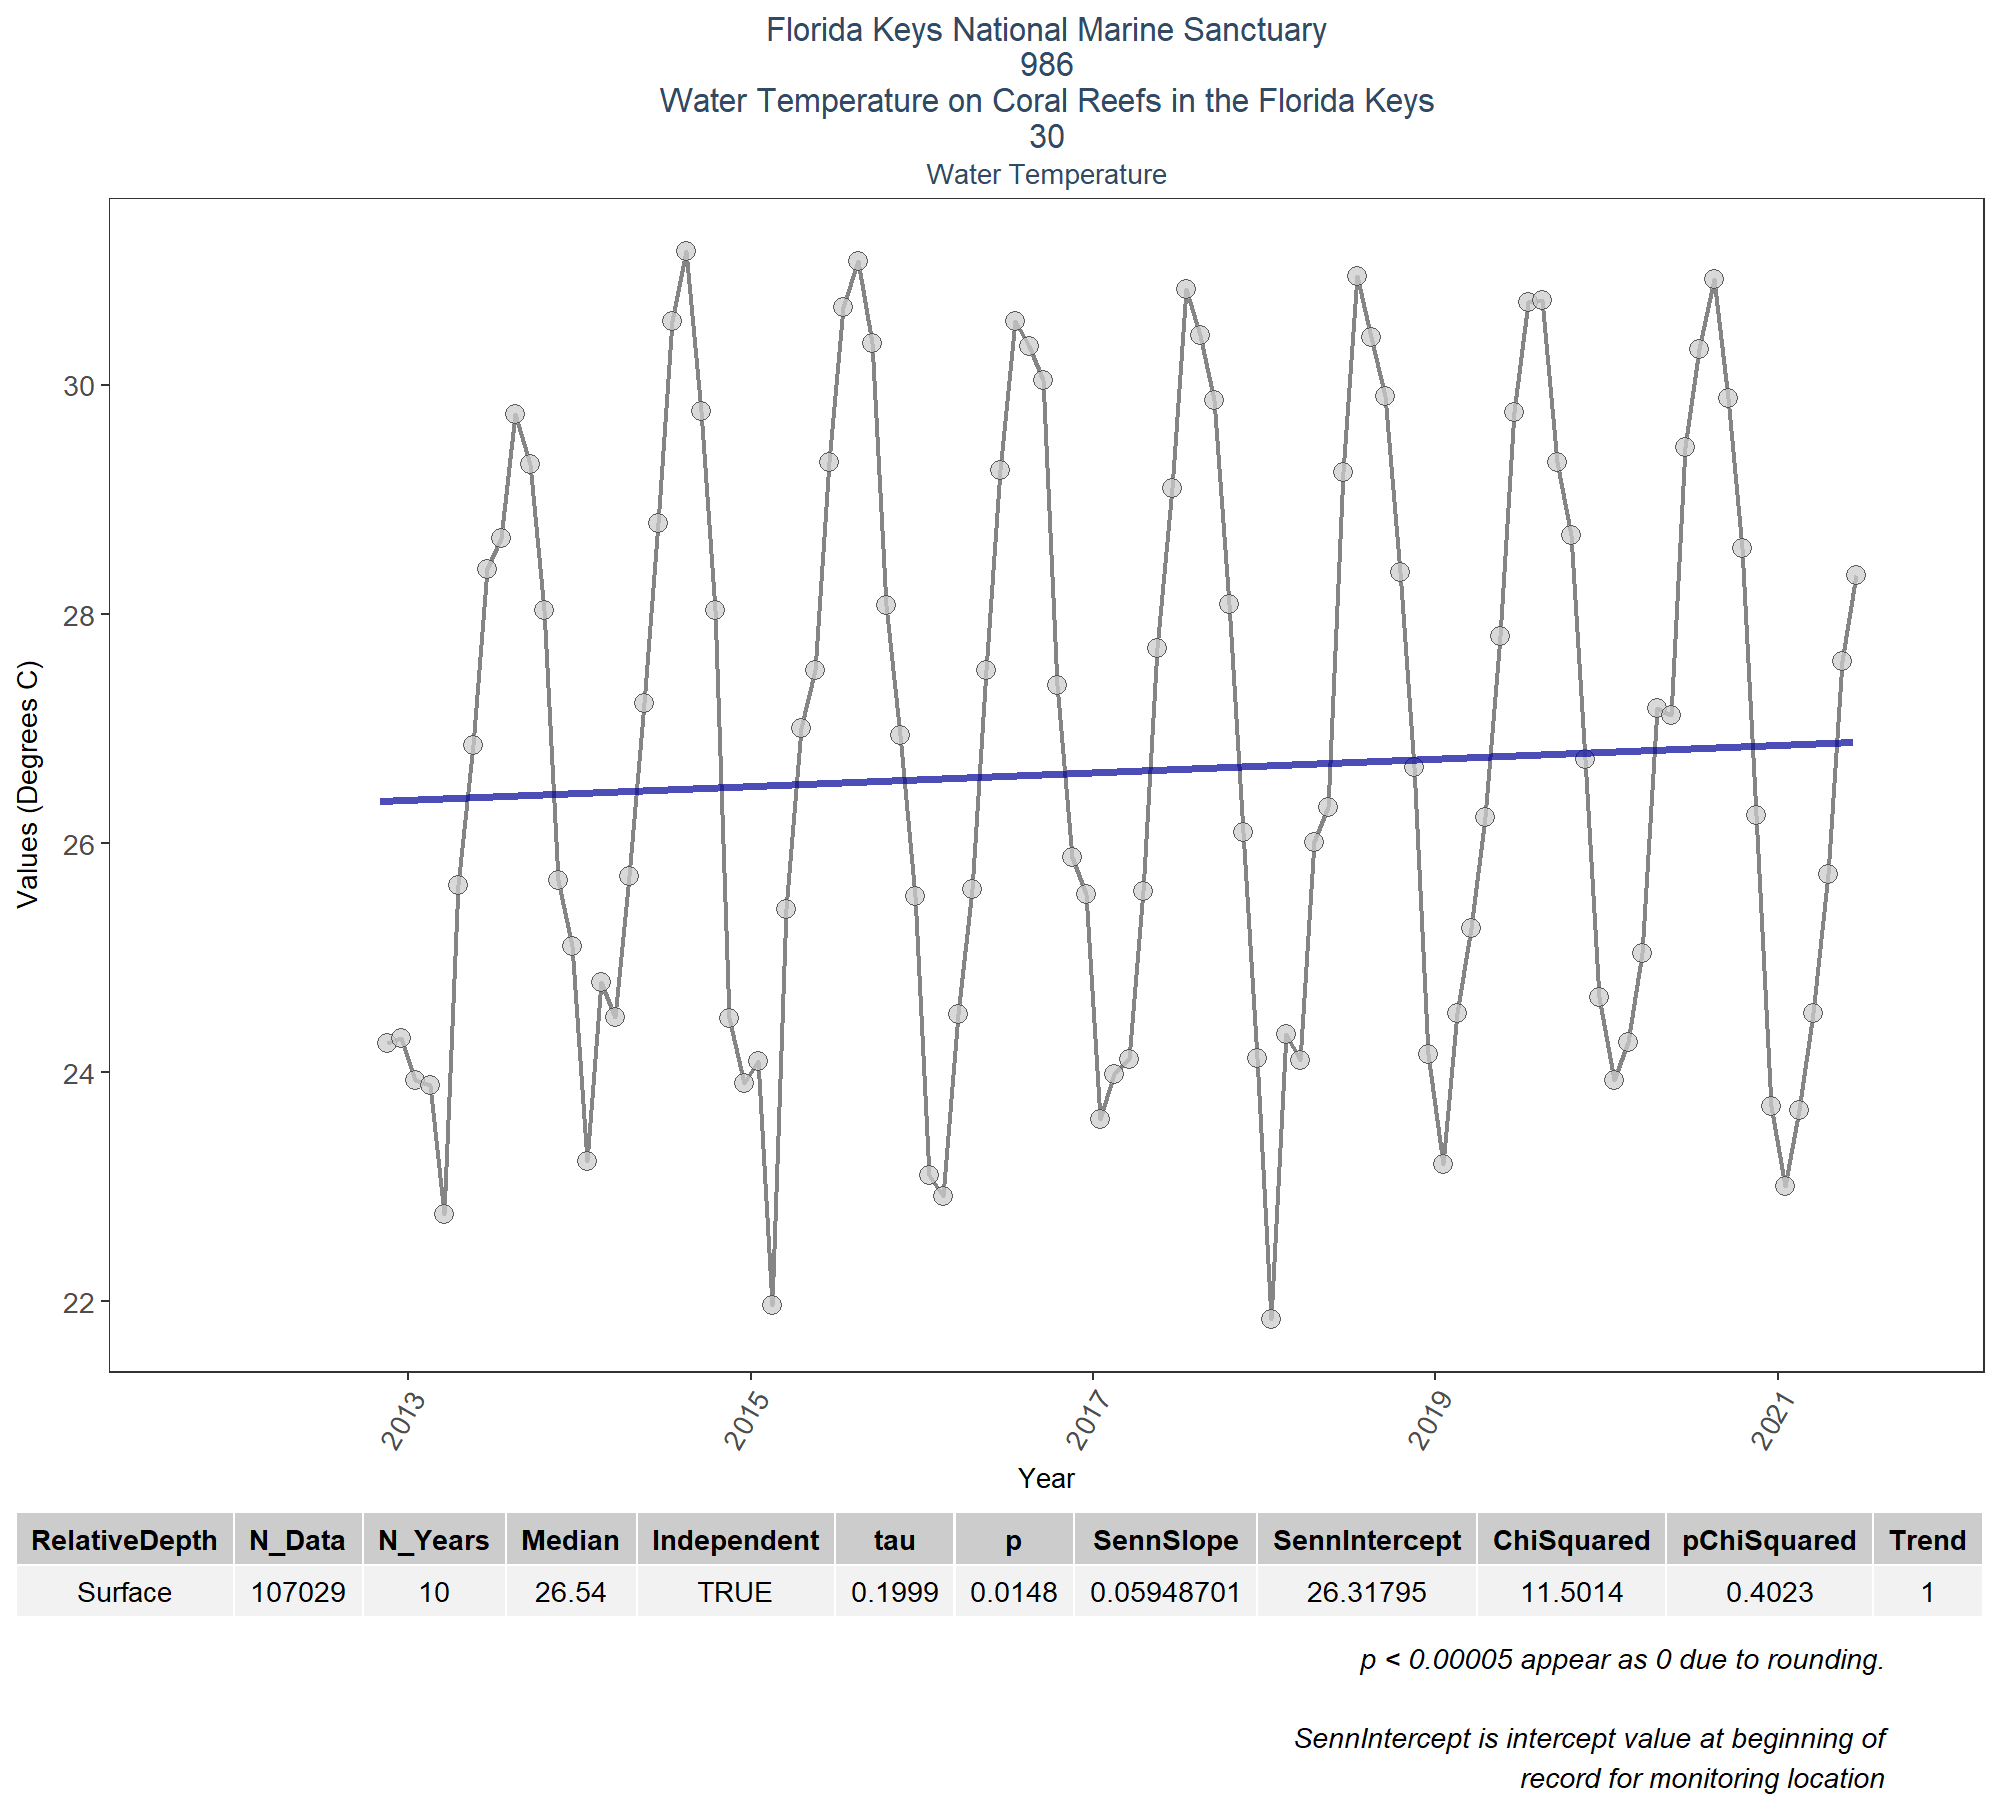 Florida Keys National Marine Sanctuary
986
Water Temperature on Coral Reefs in the Florida Keys
30
Water Temperature
30
28
26
24
22
Values (Degrees C)
2013
2015
2017
2019
2021
Year
RelativeDepth N_Data N_Years Median Independent tau p SennSlope SennIntercept ChiSquared pChiSquared Trend
Surface 107029 10 26.54 TRUE 0.1999 0.0148 0.05948701 26.31795 11.5014 0.4023 1
p < 0.00005 appear as 0 due to rounding.
SennIntercept is intercept value at beginning of
record for monitoring location